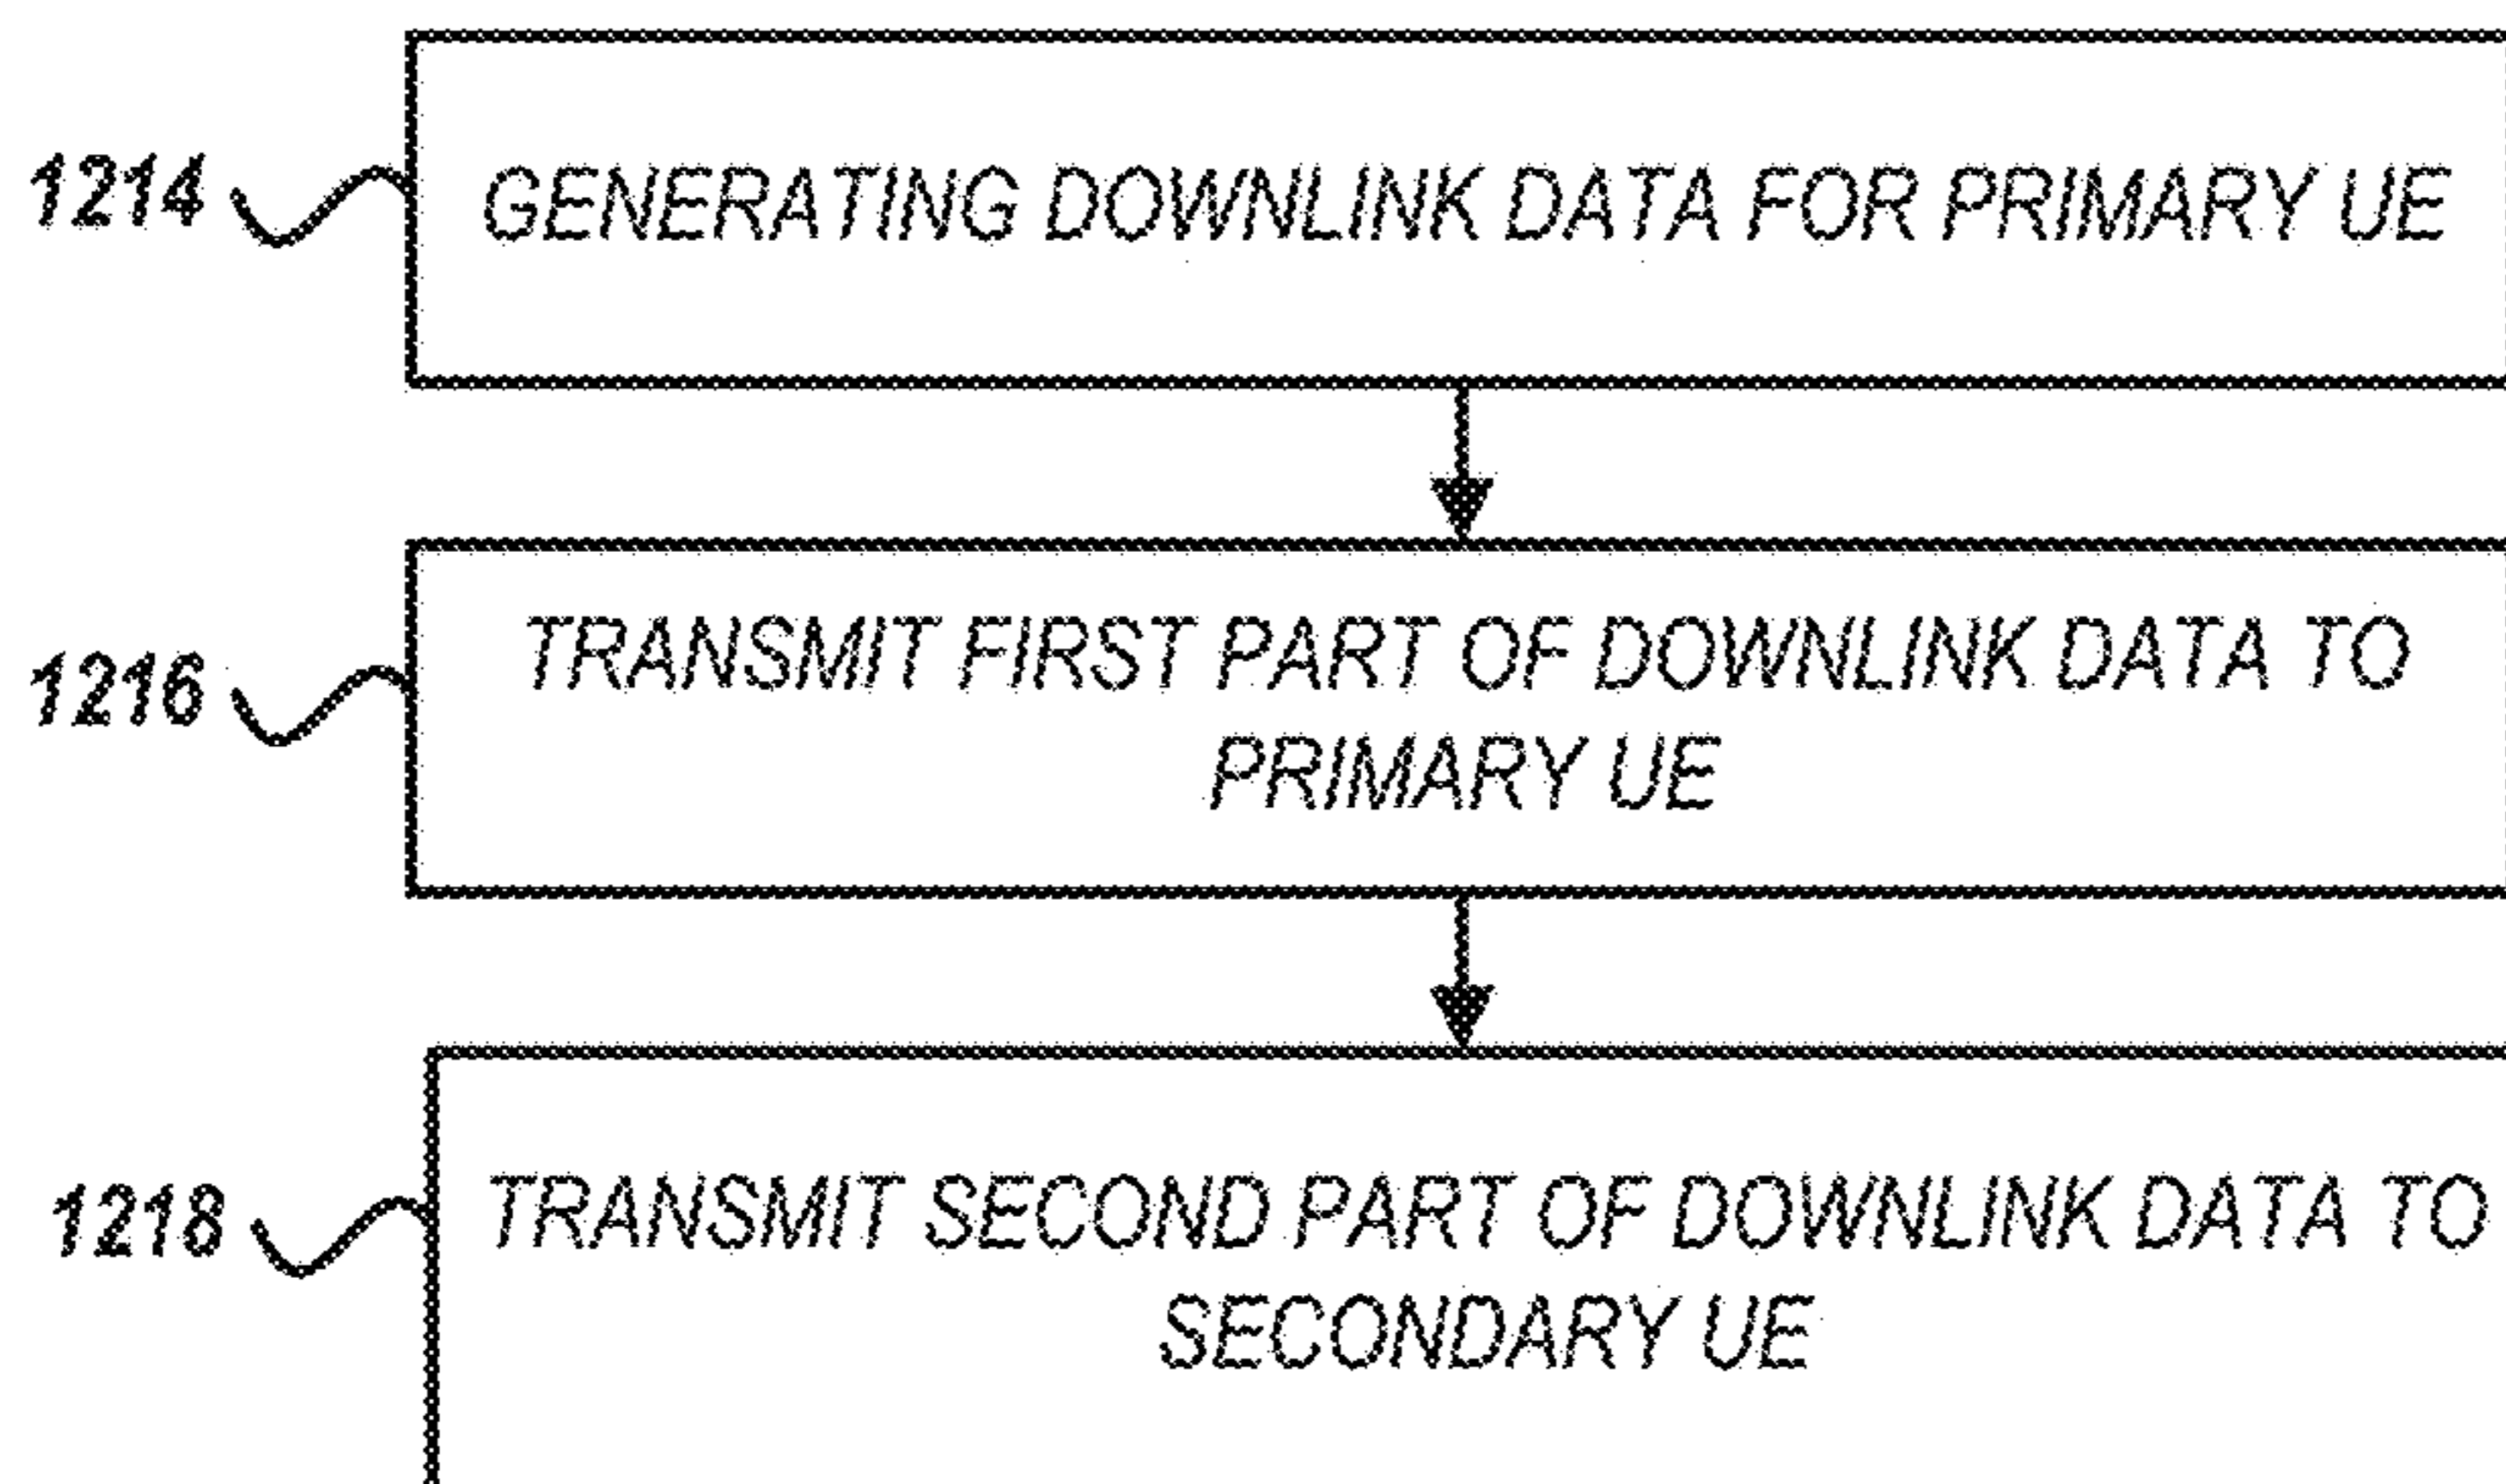 1214 GENERATING DOWNLINK DATA FOR PRIMARY UE
1216 TRANSMIT FIRST PART OF DOWNLINK DATA TO
PRIMARY UE
1218 TRANSMIT SECOND PART OF DOWNLINK DATA TO
SECONDARY UE